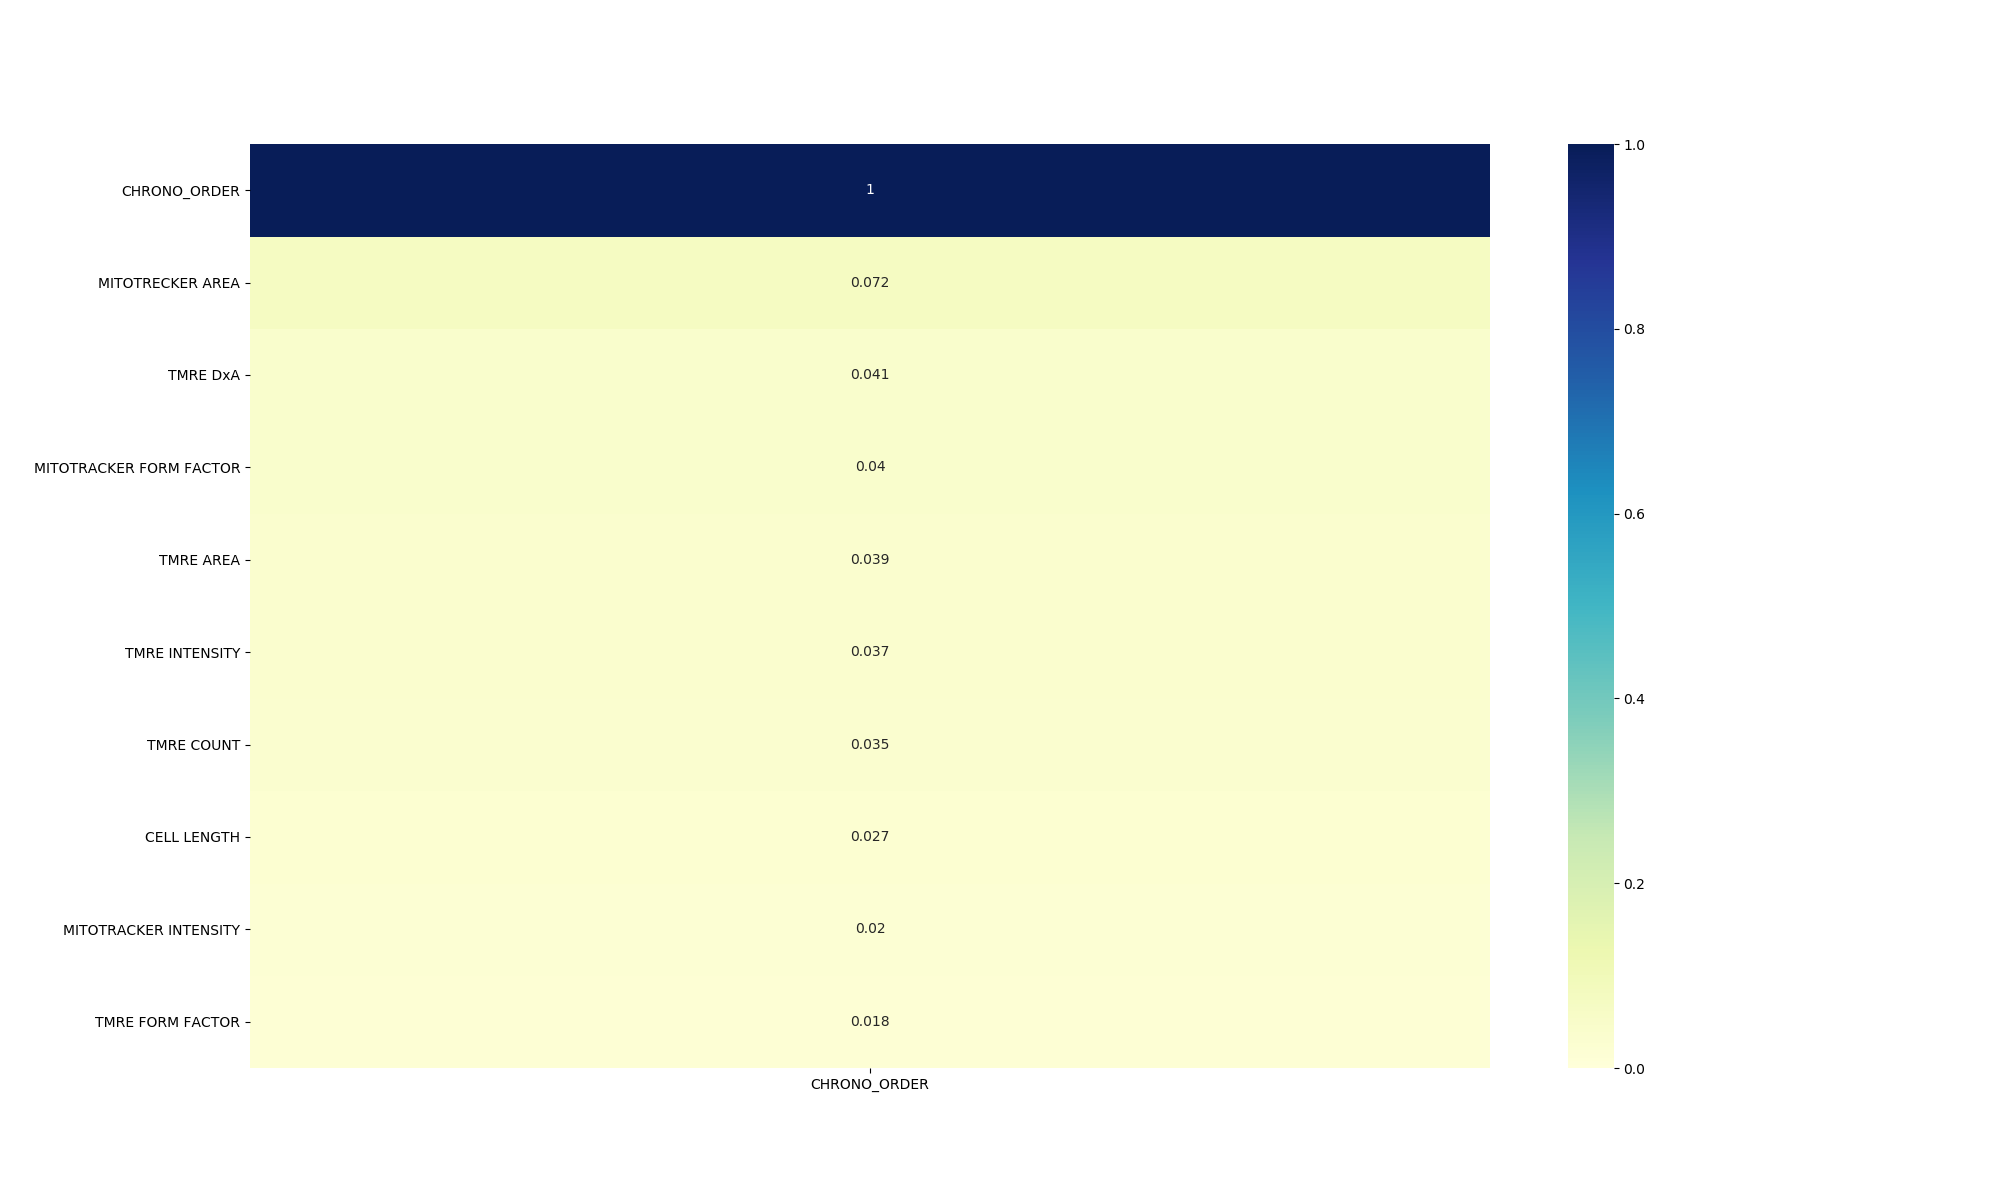 CHRONO_ORDER
1
MITOTRECKER AREA
0.072
TMRE DxA
0.041
MITOTRACKER FORM FACTOR
0.04
TMRE AREA
0.039
TMRE INTENSITY
0.037
TMRE COUNT
0.035
CELL LENGTH
0.027
MITOTRACKER INTENSITY
0.02
TMRE FORM FACTOR
0.018
CHRONO_ORDER
1.0
0.8
0.6
0.4
0.2
0.0